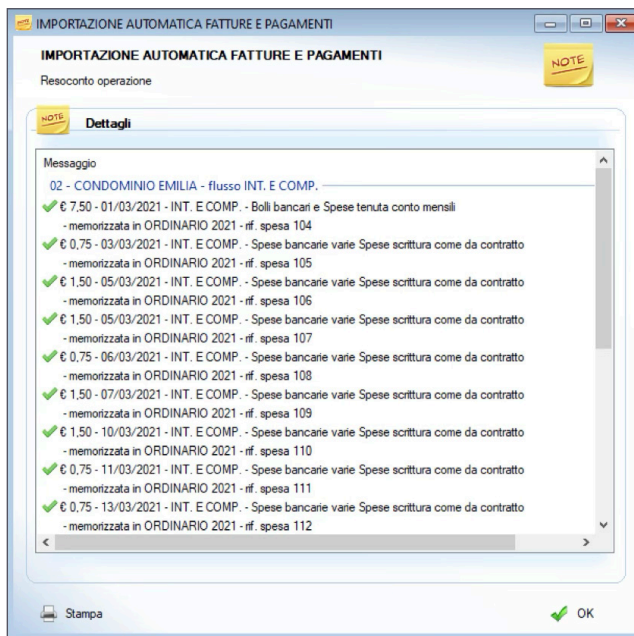 IMPORTAZIONE AUTOMATICA FATTURE E PAGAMENTI
IMPORTAZIONE AUTOMATICA FATTURE E PAGAMENTI
Resoconto operazione
NOTE
NOTE
Dettagli
Messaggio
02 - CONDOMINIO EMILIA - flusso INT. E COMP.
€ 7,50 - 01/03/2021 - INT. E COMP. - Bolli bancari e Spese tenuta conto mensili
- memorizzata in ORDINARIO 2021 - rif. spesa 104
€ 0,75 - 03/03/2021 - INT. E COMP. - Spese bancarie varie Spese scrittura come da contratto
- memorizzata in ORDINARIO 2021 - rif. spesa 105
€ 1,50 - 05/03/2021 - INT. E COMP. - Spese bancarie varie Spese scrittura come da contratto
- memorizzata in ORDINARIO 2021 - rif. spesa 106
€ 1,50 - 05/03/2021 - INT. E COMP. - Spese bancarie varie Spese scrittura come da contratto
- memorizzata in ORDINARIO 2021 - rif. spesa 107
€ 0,75 - 06/03/2021 - INT. E COMP. - Spese bancarie varie Spese scrittura come da contratto
- memorizzata in ORDINARIO 2021 - rif. spesa 108
€ 1,50 - 07/03/2021 - INT. E COMP. - Spese bancarie varie Spese scrittura come da contratto
- memorizzata in ORDINARIO 2021 - rif. spesa 109
€ 1,50 - 10/03/2021 - INT. E COMP. - Spese bancarie varie Spese scrittura come da contratto
- memorizzata in ORDINARIO 2021 - rif. spesa 110
€ 0,75 - 11/03/2021 - INT. E COMP. - Spese bancarie varie Spese scrittura come da contratto
- memorizzata in ORDINARIO 2021 - rif. spesa 111
€ 0,75 - 13/03/2021 - INT. E COMP. - Spese bancarie varie Spese scrittura come da contratto
- memorizzata in ORDINARIO 2021 - rif. spesa 112
Stampa
OK